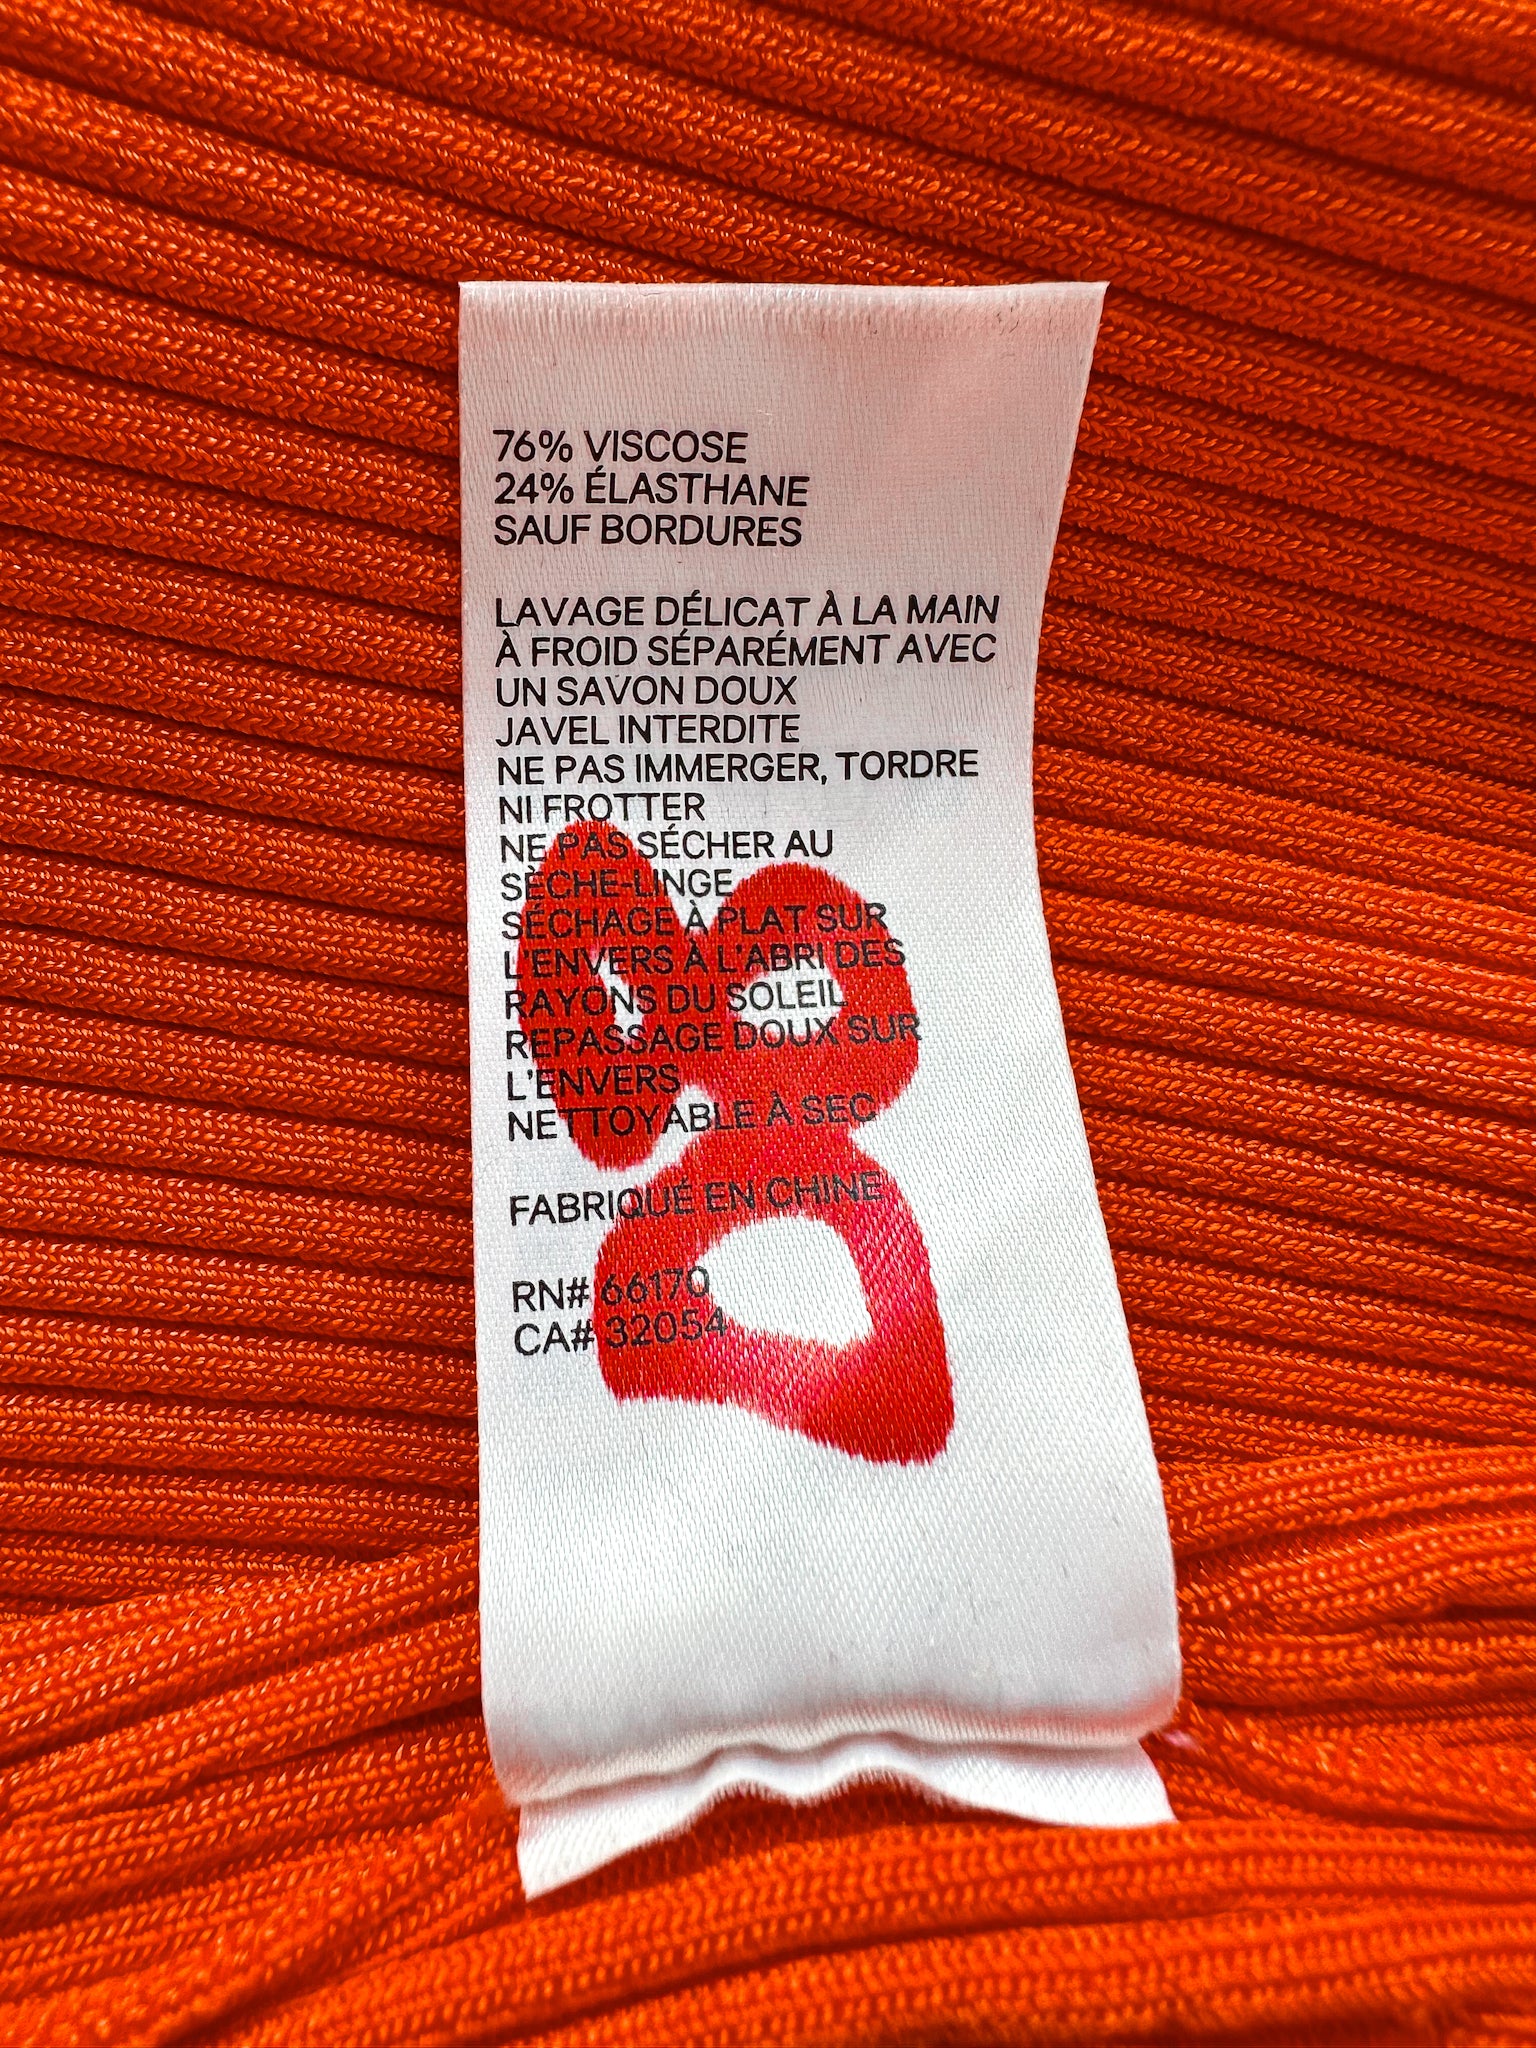 76% VISCOSE
24% ÉLASTHANE
SAUF BORDURES
LAVAGE DÉLICAT À LA MAIN
À FROID SÉPARÉMENT AVEC
UN SAVON DOUX
JAVEL INTERDITE
NE PAS IMMERGER, TORDRE
NI FROTTER
NE PAS SÉCHER AU
SÈCHE-LINGE
SÉCHAGE À PLAT SUR
L'ENVERS À L'ABRI DES
RAYONS DU SOLEIL
REPASSAGE DOUX SUR
L'ENVERS
NETTOYABLE À SEC
FABRIQUÉ EN CHINE
RN# 66170
CA# 32054